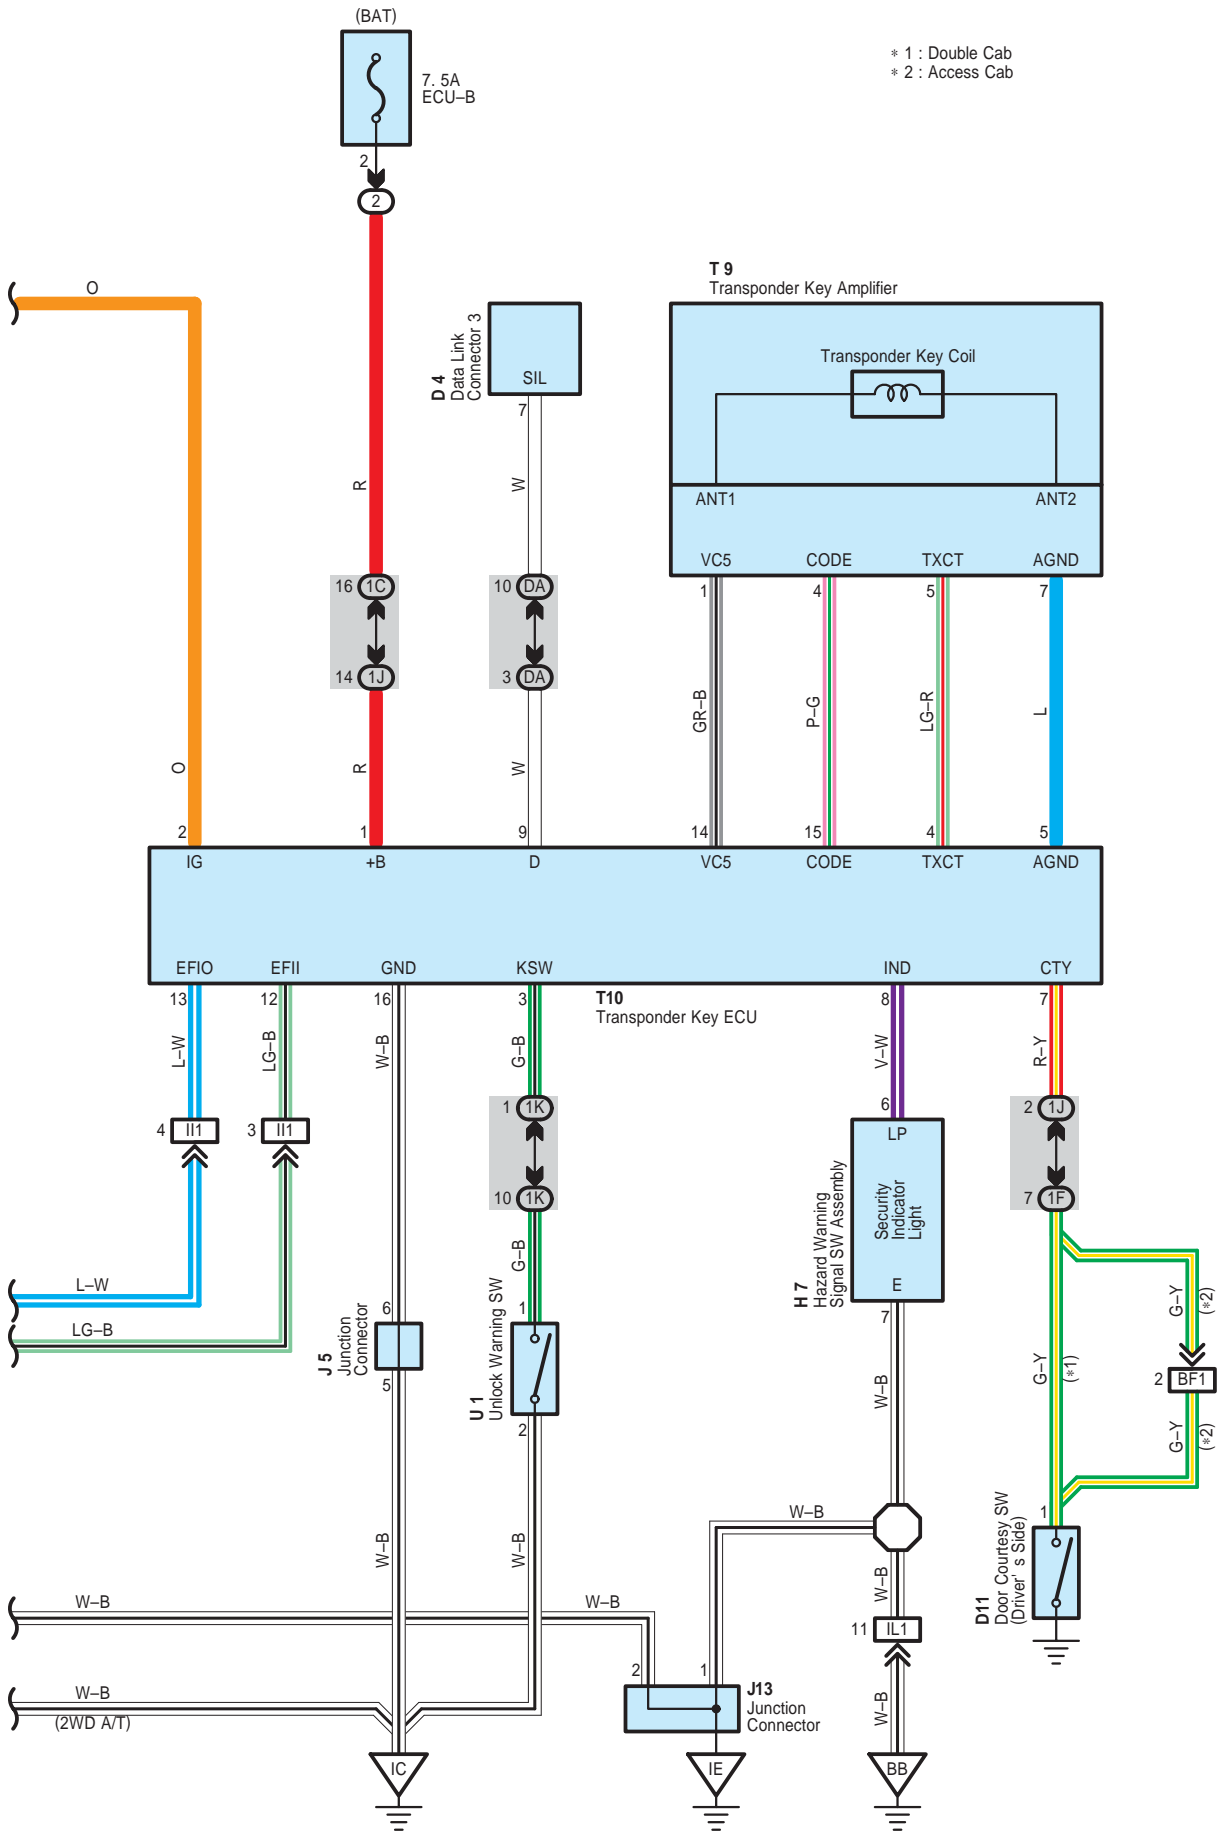 (BAT)
∗ 1 : Double Cab
∗ 2 : Access Cab
7. 5A
ECU–B
2
2
O
T 9
Transponder Key Amplifier
D 4
Data Link
Connector 3
SIL
7
Transponder Key Coil
ANT1
ANT2
R
W
VC5
CODE
TXCT
AGND
1
4
5
7
16
1C
10
DA
14
1J
3
DA
GR–B
P–G
LG–R
L
O
R
W
2
1
9
14
15
4
5
IG
+B
D
VC5
CODE
TXCT
AGND
EFIO
EFII
GND
KSW
IND
CTY
13
12
16
3
8
7
T10
Transponder Key ECU
L–W
LG–B
W–B
G–B
V–W
R–Y
4
II1
3
II1
1
1K
6
LP
2
1J
10
1K
7
1F
H 7
Hazard Warning
Signal SW Assembly
Security
Indicator
Light
E
7
G–B
L–W
LG–B
J 5
Junction
Connector
6
5
U 1
Unlock Warning SW
1
2
W–B
G–Y
(∗1)
G–Y
(∗2)
2
BF1
G–Y
(∗2)
W–B
W–B
W–B
W–B
1
D11
Door Courtesy SW
(Driver' s Side)
W–B
W–B
11
IL1
2
1
J13
Junction
Connector
W–B
W–B
(2WD A/T)
IC
IE
BB